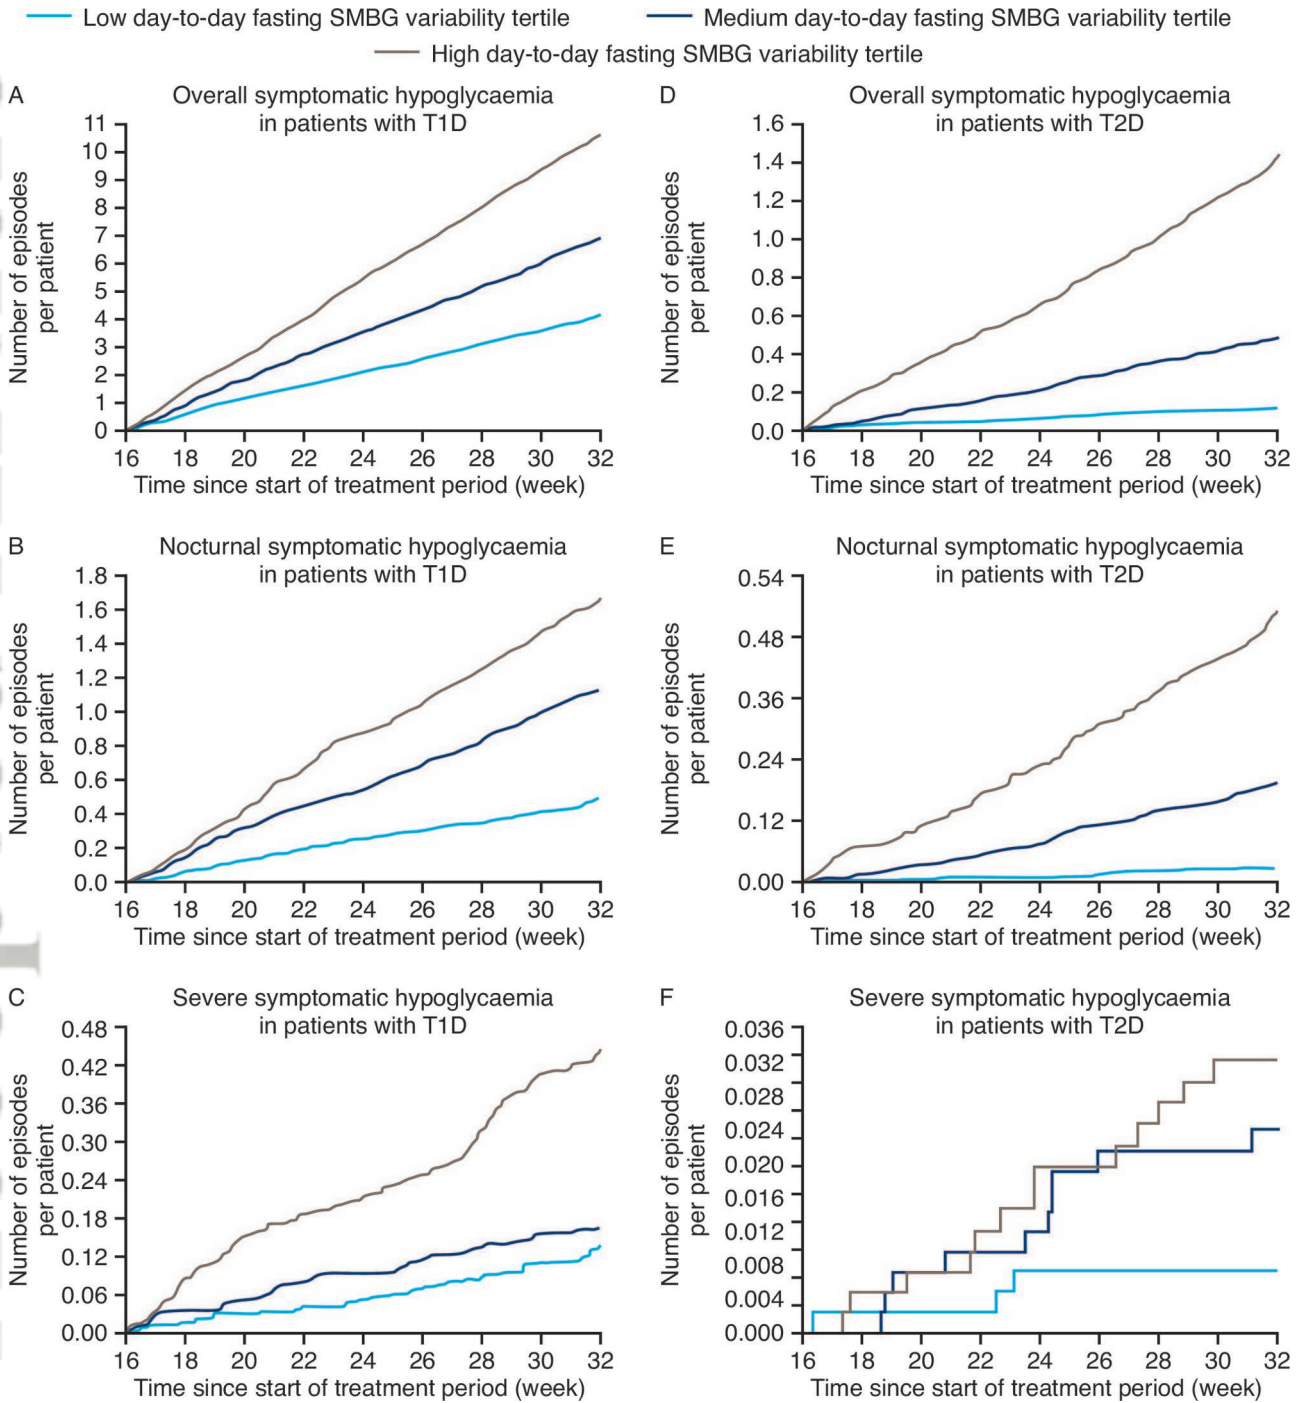 Low day-to-day fasting SMBG variability tertile
Medium day-to-day fasting SMBG variability tertile
High day-to-day fasting SMBG variability tertile
A
Overall symptomatic hypoglycaemia
in patients with T1D
Number of episodes
per patient
11
10
9
8
7
6
5
4
3
2
1
0
16 18 20 22 24 26 28 30 32
Time since start of treatment period (week)
D
Overall symptomatic hypoglycaemia
in patients with T2D
Number of episodes
per patient
1.6
1.4
1.2
1.0
0.8
0.6
0.4
0.2
0.0
16 18 20 22 24 26 28 30 32
Time since start of treatment period (week)
B
Nocturnal symptomatic hypoglycaemia
in patients with T1D
Number of episodes
per patient
1.8
1.6
1.4
1.2
1.0
0.8
0.6
0.4
0.2
0.0
16 18 20 22 24 26 28 30 32
Time since start of treatment period (week)
E
Nocturnal symptomatic hypoglycaemia
in patients with T2D
Number of episodes
per patient
0.54
0.48
0.36
0.24
0.12
0.00
16 18 20 22 24 26 28 30 32
Time since start of treatment period (week)
C
Severe symptomatic hypoglycaemia
in patients with T1D
Number of episodes
per patient
0.48
0.42
0.36
0.30
0.24
0.18
0.12
0.06
0.00
16 18 20 22 24 26 28 30 32
Time since start of treatment period (week)
F
Severe symptomatic hypoglycaemia
in patients with T2D
Number of episodes
per patient
0.036
0.032
0.028
0.024
0.020
0.016
0.012
0.008
0.004
0.000
16 18 20 22 24 26 28 30 32
Time since start of treatment period (week)